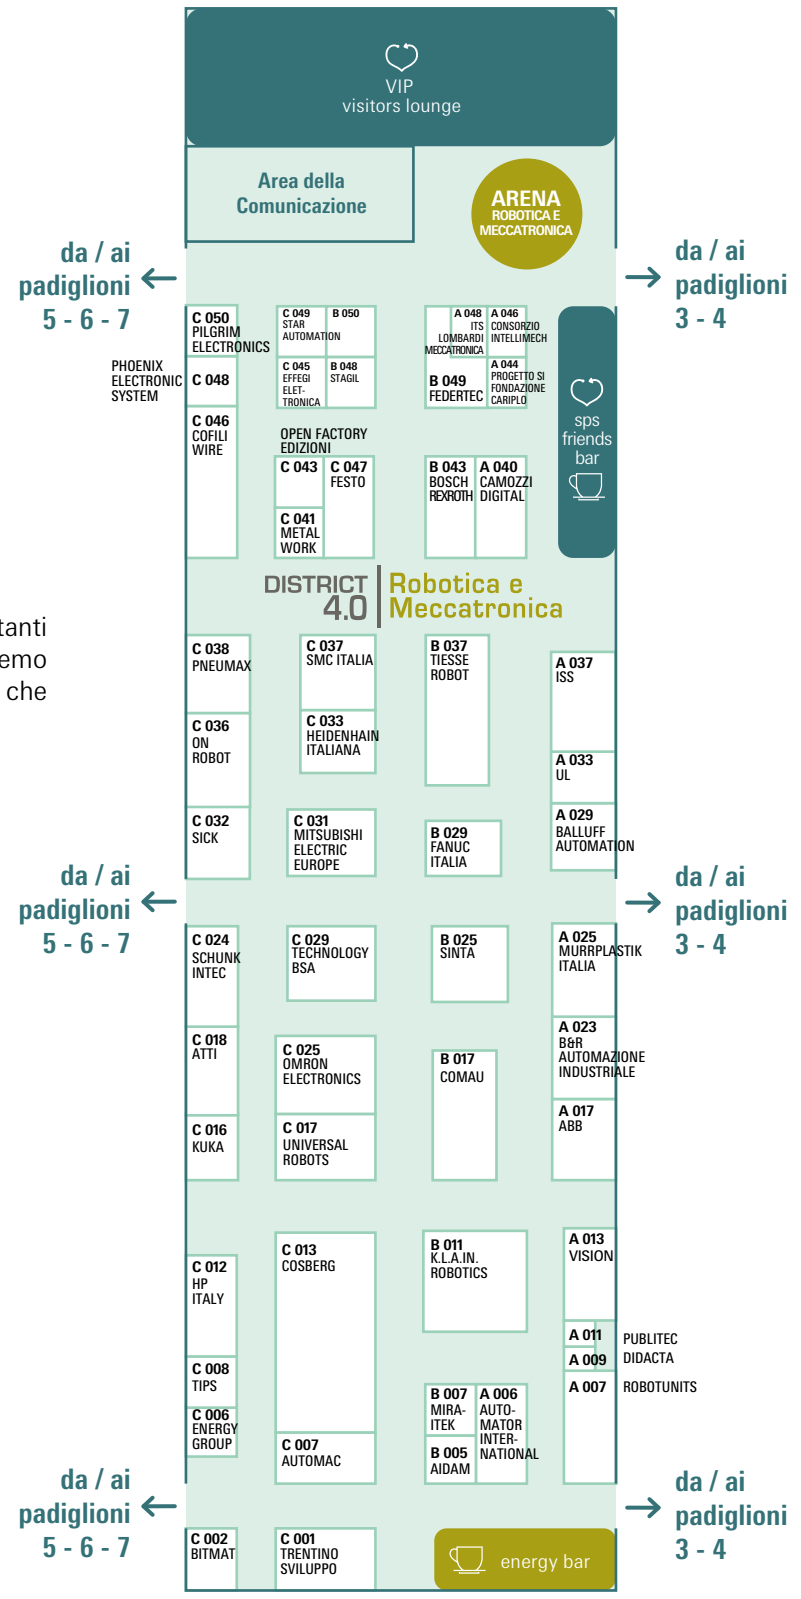 VIP
visitors lounge
Area della
Comunicazione
ARENA
ROBOTICA E
MECCATRONICA
da / ai
padiglioni
5 - 6 - 7
da / ai
padiglioni
3 - 4
C 050
PILGRIM
ELECTRONICS
PHOENIX
ELECTRONIC
SYSTEM
C 048
C 046
COFILI
WIRE
C 049
STAR
AUTOMATION
B 050
C 045
EFFEGI
ELET-
TRONICA
B 048
STAGIL
A 048
ITS
LOMBARDI
MECCATRONICA
A 046
CONSORZIO
INTELLIMECH
B 049
FEDERTEC
A 044
PROGETTO SI
FONDAZIONE
CARIPLO
sps
friends
bar
OPEN FACTORY
EDIZIONI
C 043
C 047
FESTO
C 041
METAL
WORK
B 043
BOSCH
REXROTH
A 040
CAMOZZI
DIGITAL
DISTRICT
4.0
Robotica e
Meccatronica
tanti
emo
che
C 038
PNEUMAX
C 036
ON
ROBOT
C 032
SICK
C 037
SMC ITALIA
C 033
HEIDENHAIN
ITALIANA
C 031
MITSUBISHI
ELECTRIC
EUROPE
B 037
TIESSE
ROBOT
B 029
FANUC
ITALIA
A 037
ISS
A 033
UL
A 029
BALLUFF
AUTOMATION
da / ai
padiglioni
5 - 6 - 7
da / ai
padiglioni
3 - 4
C 024
SCHUNK
INTEC
C 018
ATTI
C 016
KUKA
C 029
TECHNOLOGY
BSA
C 025
OMRON
ELECTRONICS
C 017
UNIVERSAL
ROBOTS
B 025
SINTA
B 017
COMAU
A 025
MURRPLASTIK
ITALIA
A 023
B&R
AUTOMAZIONE
INDUSTRIALE
A 017
ABB
C 012
HP
ITALY
C 008
TIPS
C 006
ENERGY
GROUP
C 013
COSBERG
C 007
AUTOMAC
B 011
K.L.A.IN.
ROBOTICS
B 007
MIRA-
ITEK
B 005
AIDAM
A 006
AUTO-
MATOR
INTER-
NATIONAL
A 013
VISION
A 011
PUBLITEC
A 009
DIDACTA
A 007
ROBOTUNITS
da / ai
padiglioni
5 - 6 - 7
da / ai
padiglioni
3 - 4
C 002
BITMAT
C 001
TRENTINO
SVILUPPO
energy bar